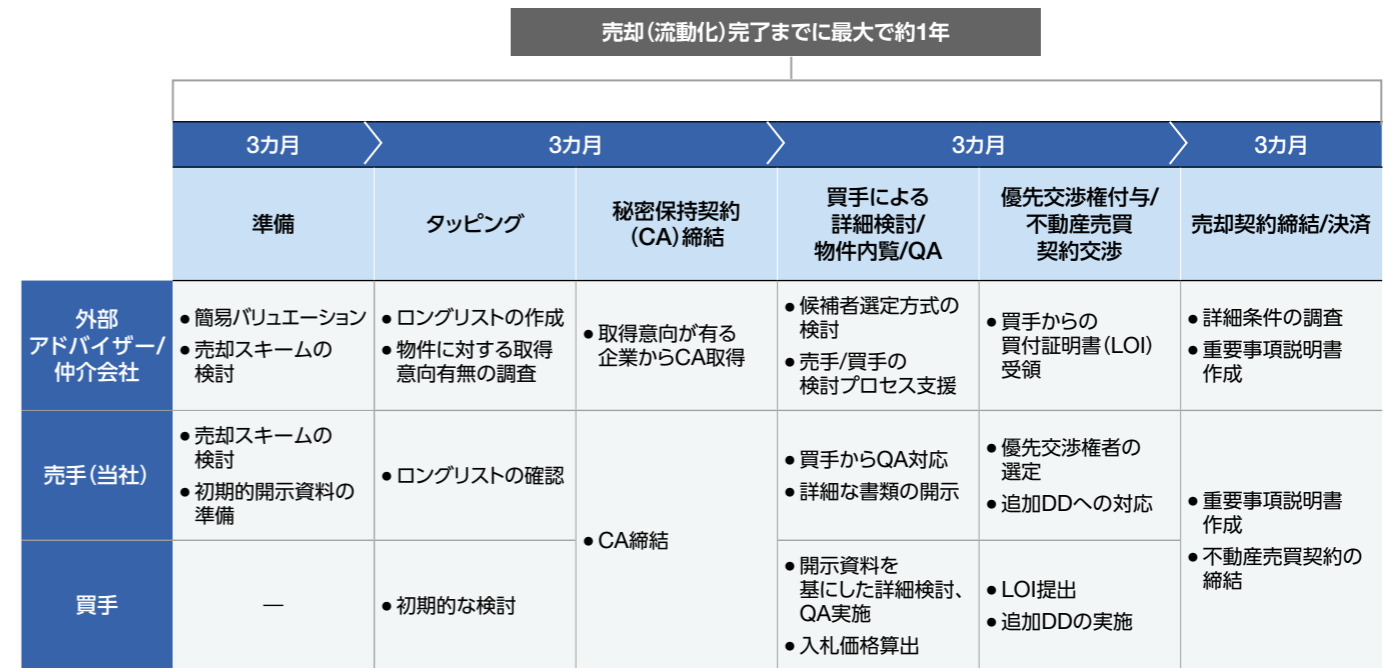 売却（流動化）完了までに最大で約1年
3カ月
3カ月
3カ月
3カ月
準備
タッピング
秘密保持契約
（CA）締結
買手による
詳細検討/
物件内覧/QA
優先交渉権付与/
不動産売買
契約交渉
売却契約締結/決済
外部
アドバイザー/
仲介会社
●簡易バリュエーション
●売却スキームの
検討
●ロングリストの作成
●物件に対する取得
意向有無の調査
●取得意向が有る
企業からCA取得
●候補者選定方式の
検討
●売手/買手の
検討プロセス支援
●買手からの
買付証明書（LOI）
受領
●詳細条件の調査
●重要事項説明書
作成
売手（当社）
●売却スキームの
検討
●初期的開示資料の
準備
●ロングリストの確認
●CA締結
●買手からQA対応
●詳細な書類の開示
●優先交渉権者の
選定
●追加DDへの対応
●重要事項説明書
作成
●不動産売買契約の
締結
買手
―
●初期的な検討
●開示資料を
基にした詳細検討、
QA実施
●入札価格算出
●LOI提出
●追加DDの実施